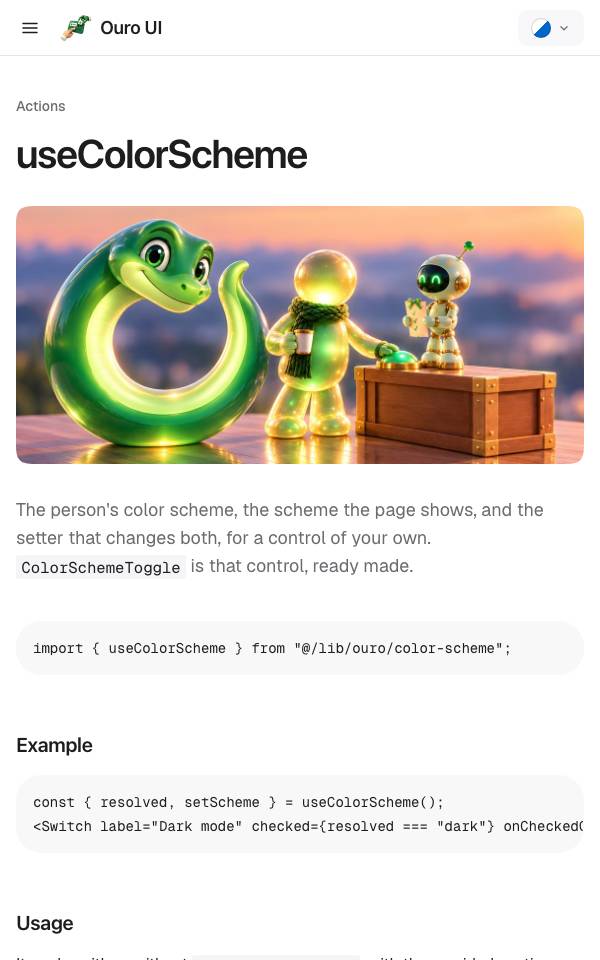 Ouro UI
Actions
useColorScheme
The person's color scheme, the scheme the page shows, and the
setter that changes both, for a control of your own.
ColorSchemeToggle is that control, ready made.
import { useColorScheme } from "@/lib/ouro/color-scheme";
Example
const { resolved, setScheme } = useColorScheme();
<Switch label="Dark mode" checked={resolved === "dark"} onChecked
Usage